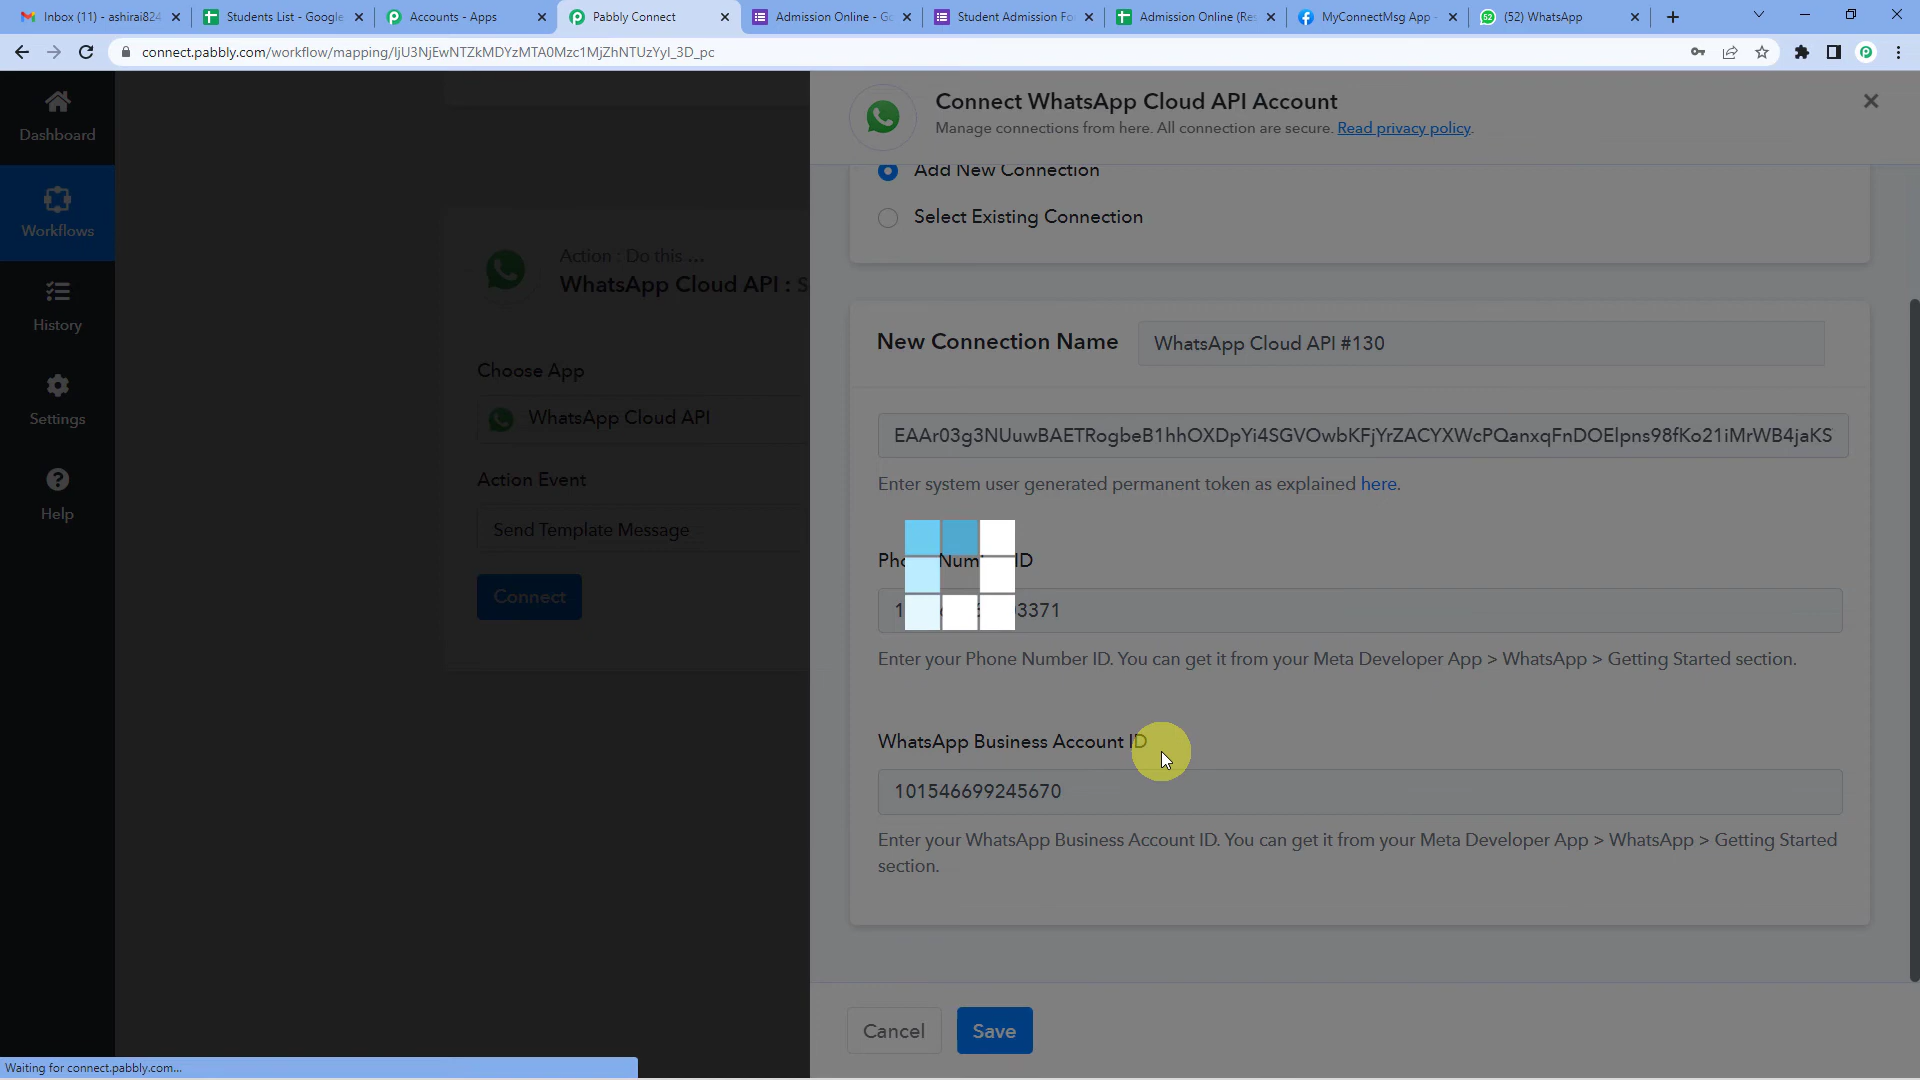 Inbox (11) - ashirai824
Students List - Google
Accounts - Apps
Pabbly Connect
Admission Online - Go
Student Admission Fo
Admission Online (Res
MyConnectMsg App -
(52) WhatsApp
connect.pabbly.com/workflow/mapping/IjU3NjEwNTZkMDYzMTA0Mzc1MjZhNTUzYyI_3D_pc
Dashboard
Workflows
History
Settings
Help
Action : Do this ...
WhatsApp Cloud API : S
Choose App
WhatsApp Cloud API
Action Event
Send Template Message
Connect
Connect WhatsApp Cloud API Account
Manage connections from here. All connection are secure. Read privacy policy.
Add New Connection
Select Existing Connection
New Connection Name
WhatsApp Cloud API #130
EAAr03g3NUuwBAETRogbeB1hhOXDpYi4SGVOwbKFjYrZACYXWcPQanxqFnDOElpns98fKo21iMrWB4jaKS
Enter system user generated permanent token as explained here.
ID
3371
Enter your Phone Number ID. You can get it from your Meta Developer App > WhatsApp > Getting Started section.
WhatsApp Business Account ID
101546699245670
Enter your WhatsApp Business Account ID. You can get it from your Meta Developer App > WhatsApp > Getting Started
section.
Cancel
Save
Waiting for connect.pabbly.com...